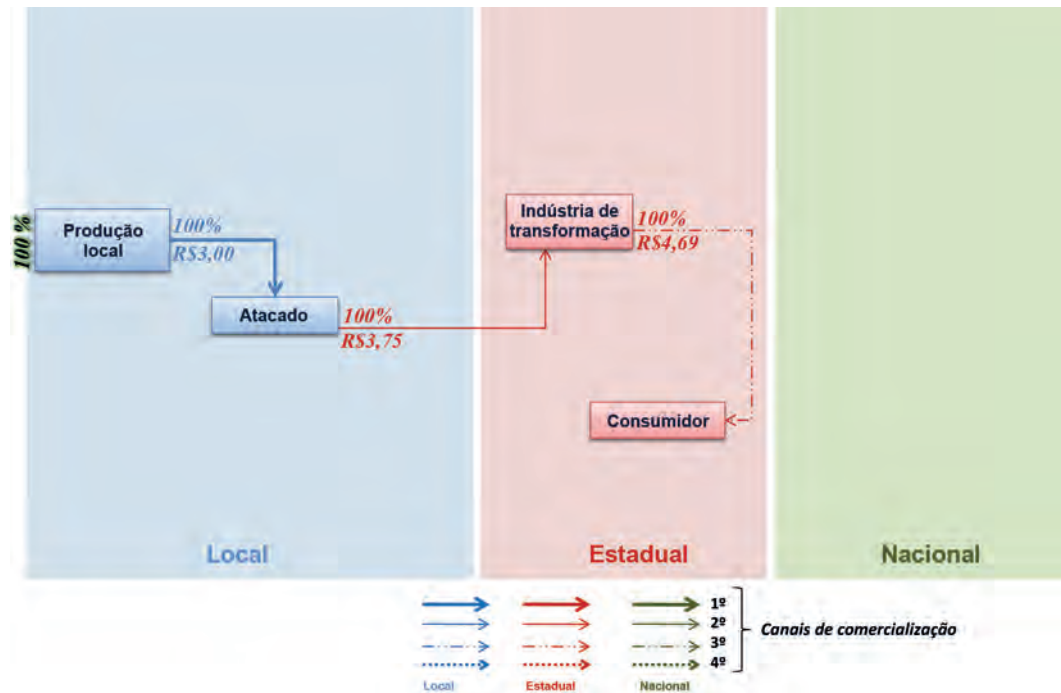 100 %
Produção
local
100%
R$3,00
Atacado
100%
R$3,75
Indústria de
transformação
100%
R$4,69
Consumidor
Local
Estadual
Nacional
1º
2º
3º
4º
Canais de comercialização
Local
Estadual
Nacional